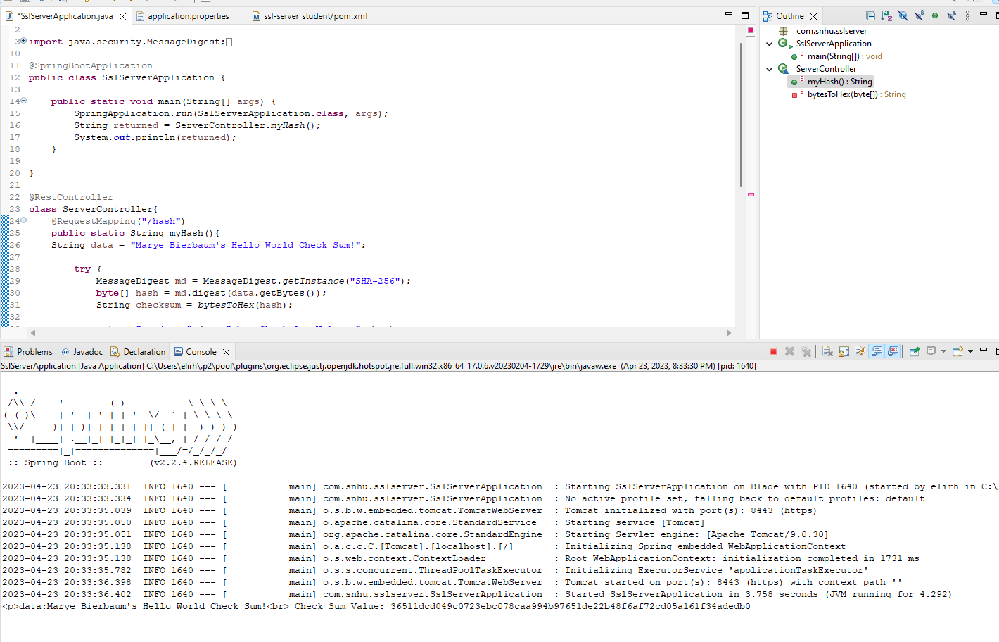 *SslServerApplication.java application.properties ssl-server_student/pom.xml
2
3 import java.security.MessageDigest;
10
11 @SpringBootApplication
12 public class SslServerApplication {
13
14 public static void main(String[] args) {
15 SpringApplication.run(SslServerApplication.class, args);
16 String returned = ServerController.myHash();
17 System.out.println(returned);
18 }
19
20 }
21
22 @RestController
23 class ServerController{
24 @RequestMapping("/hash")
25 public static String myHash(){
26 String data = "Marye Bierbaum's Hello World Check Sum!";
27
28 try {
29 MessageDigest md = MessageDigest.getInstance("SHA-256");
30 byte[] hash = md.digest(data.getBytes());
31 String checksum = bytesToHex(hash);
32
Outline
com.snhu.sslserver
SslServerApplication
main(String[]) : void
ServerController
myHash() : String
bytesToHex(byte[]) : String
Problems @ Javadoc Declaration Console
SslServerApplication [Java Application] C:\Users\elirh\.p2\pool\plugins\org.eclipse.justj.openjdk.hotspot.jre.full.win32.x86_64_17.0.6.v20230204-1729\jre\bin\javaw.exe (Apr 23, 2023, 8:33:30 PM) [pid: 1640]
  .   ____          _            __ _ _
 /\\ / ___'_ __ _ _(_)_ __  __ _ \ \ \ \
( ( )\___ | '_ | '_| | '_ \/ _` | \ \ \ \
 \\/  ___)| |_)| | | | | || (_| |  ) ) ) )
  '  |____| .__|_| |_|_| |_\__, | / / / /
 =========|_|==============|___/=/_/_/_/
 :: Spring Boot ::        (v2.2.4.RELEASE)
2023-04-23 20:33:33.331  INFO 1640 --- [           main] com.snhu.sslserver.SslServerApplication  : Starting SslServerApplication on Blade with PID 1640 (started by elirh in C:\
2023-04-23 20:33:33.334  INFO 1640 --- [           main] com.snhu.sslserver.SslServerApplication  : No active profile set, falling back to default profiles: default
2023-04-23 20:33:35.039  INFO 1640 --- [           main] o.s.b.w.embedded.tomcat.TomcatWebServer  : Tomcat initialized with port(s): 8443 (https)
2023-04-23 20:33:35.050  INFO 1640 --- [           main] o.apache.catalina.core.StandardService   : Starting service [Tomcat]
2023-04-23 20:33:35.051  INFO 1640 --- [           main] org.apache.catalina.core.StandardEngine  : Starting Servlet engine: [Apache Tomcat/9.0.30]
2023-04-23 20:33:35.138  INFO 1640 --- [           main] o.a.c.c.C.[Tomcat].[localhost].[/]       : Initializing Spring embedded WebApplicationContext
2023-04-23 20:33:35.138  INFO 1640 --- [           main] o.s.web.context.ContextLoader            : Root WebApplicationContext: initialization completed in 1731 ms
2023-04-23 20:33:35.782  INFO 1640 --- [           main] o.s.s.concurrent.ThreadPoolTaskExecutor  : Initializing ExecutorService 'applicationTaskExecutor'
2023-04-23 20:33:36.398  INFO 1640 --- [           main] o.s.b.w.embedded.tomcat.TomcatWebServer  : Tomcat started on port(s): 8443 (https) with context path ''
2023-04-23 20:33:36.402  INFO 1640 --- [           main] com.snhu.sslserver.SslServerApplication  : Started SslServerApplication in 3.758 seconds (JVM running for 4.292)
<p>data:Marye Bierbaum's Hello World Check Sum!<br> Check Sum Value: 36511dcd049c0723ebc078caa994b97651de22b48f6af72cd05a161f34adedb0